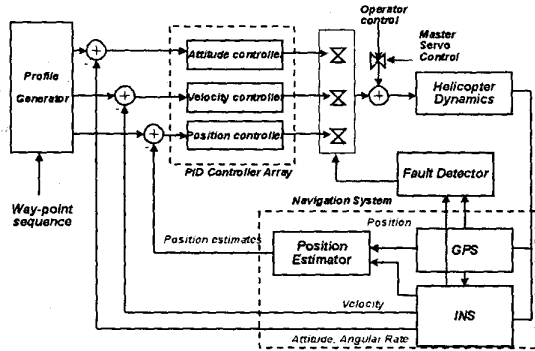 Operator
control
Master
Servo
Control
Profile
Generator
Attitude controller
Velocity controller
Position controller
PID Controller Array
Helicopter
Dynamics
Way-point
sequence
Fault Detector
Navigation System
Position
Position estimates
Position
Estimator
GPS
Velocity
INS
Attitude, Angular Rate